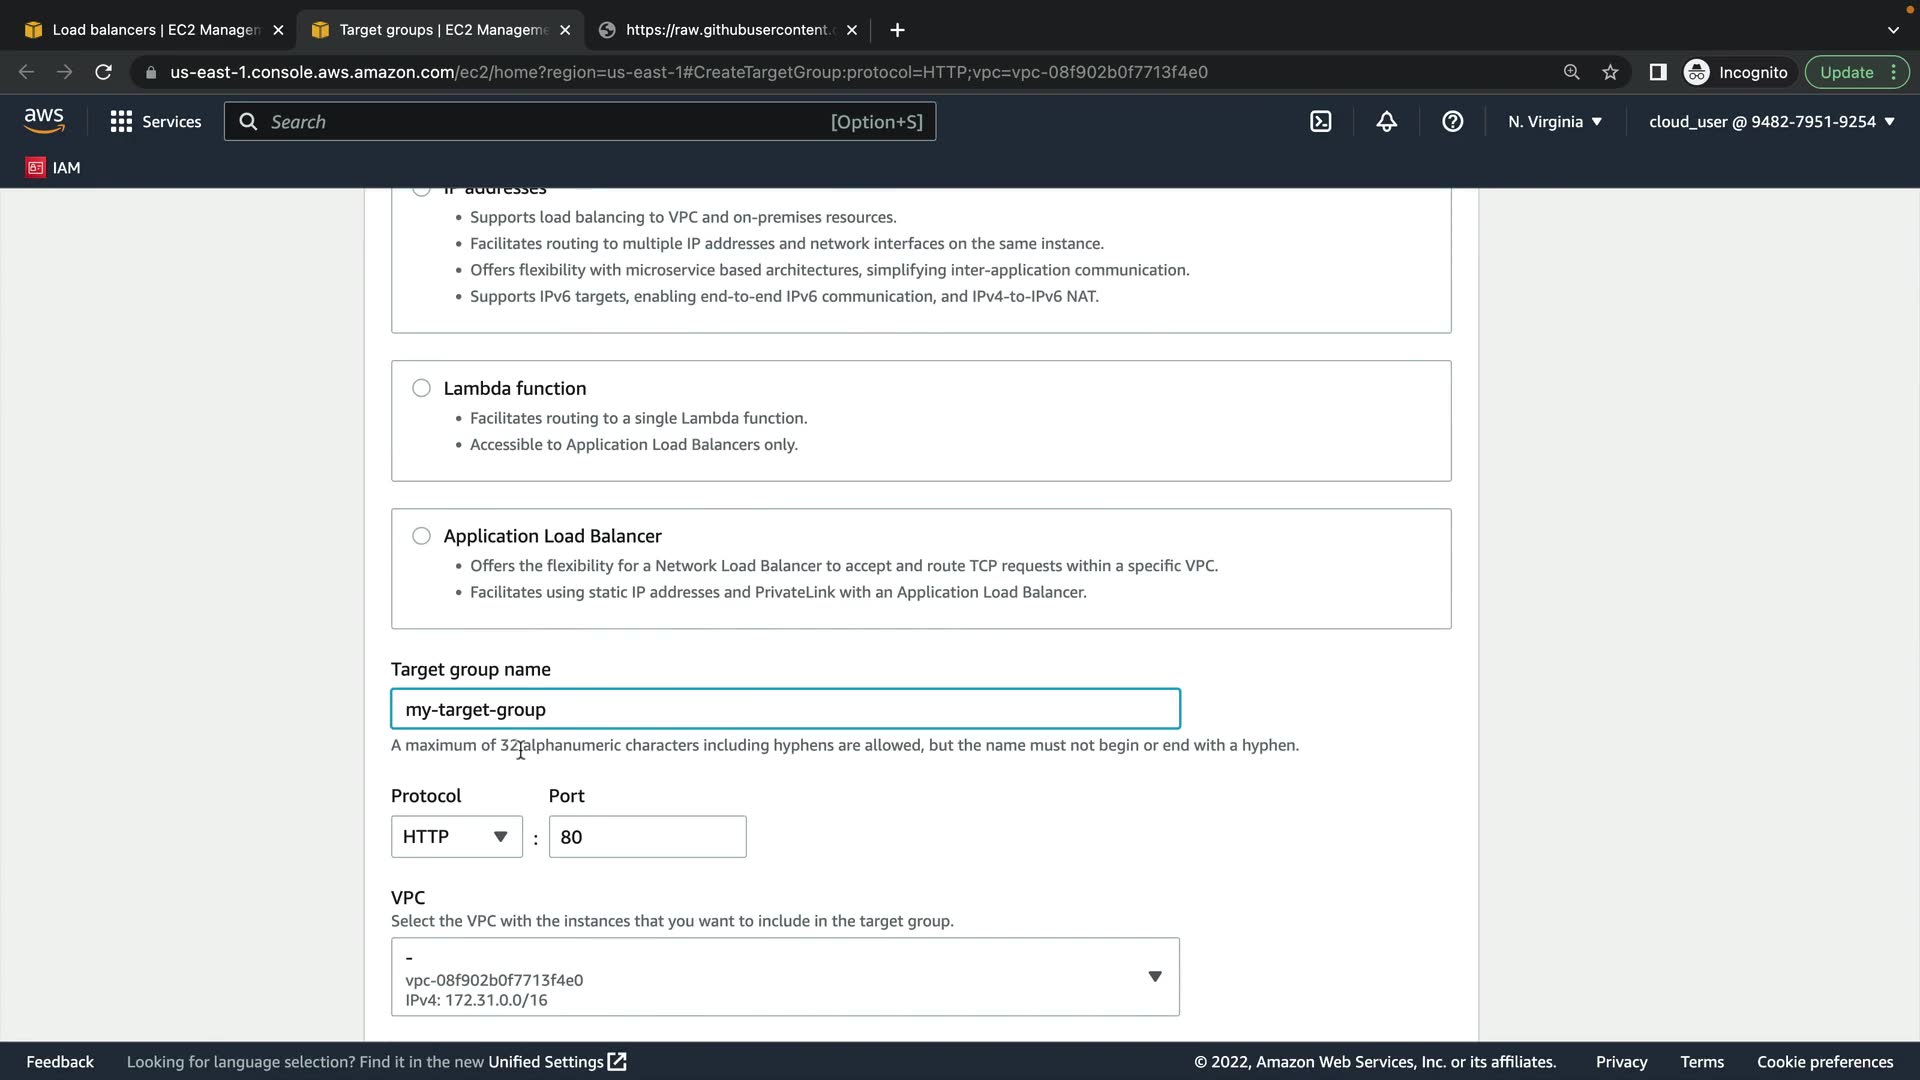 Load balancers | EC2 Managem
Target groups | EC2 Manageme
https://raw.githubusercontent.c
us-east-1.console.aws.amazon.com/ec2/home?region=us-east-1#CreateTargetGroup:protocol=HTTP;vpc=vpc-08f902b0f7713f4e0
Incognito
Update
aws
Services
Search
[Option+S]
N. Virginia
cloud_user @ 9482-7951-9254
IAM
IP addresses
• Supports load balancing to VPC and on-premises resources.
• Facilitates routing to multiple IP addresses and network interfaces on the same instance.
• Offers flexibility with microservice based architectures, simplifying inter-application communication.
• Supports IPv6 targets, enabling end-to-end IPv6 communication, and IPv4-to-IPv6 NAT.
Lambda function
• Facilitates routing to a single Lambda function.
• Accessible to Application Load Balancers only.
Application Load Balancer
• Offers the flexibility for a Network Load Balancer to accept and route TCP requests within a specific VPC.
• Facilitates using static IP addresses and PrivateLink with an Application Load Balancer.
Target group name
my-target-group
A maximum of 32 alphanumeric characters including hyphens are allowed, but the name must not begin or end with a hyphen.
Protocol
Port
HTTP
:
80
VPC
Select the VPC with the instances that you want to include in the target group.
-
vpc-08f902b0f7713f4e0
IPv4: 172.31.0.0/16
Feedback
Looking for language selection? Find it in the new Unified Settings
© 2022, Amazon Web Services, Inc. or its affiliates.
Privacy
Terms
Cookie preferences